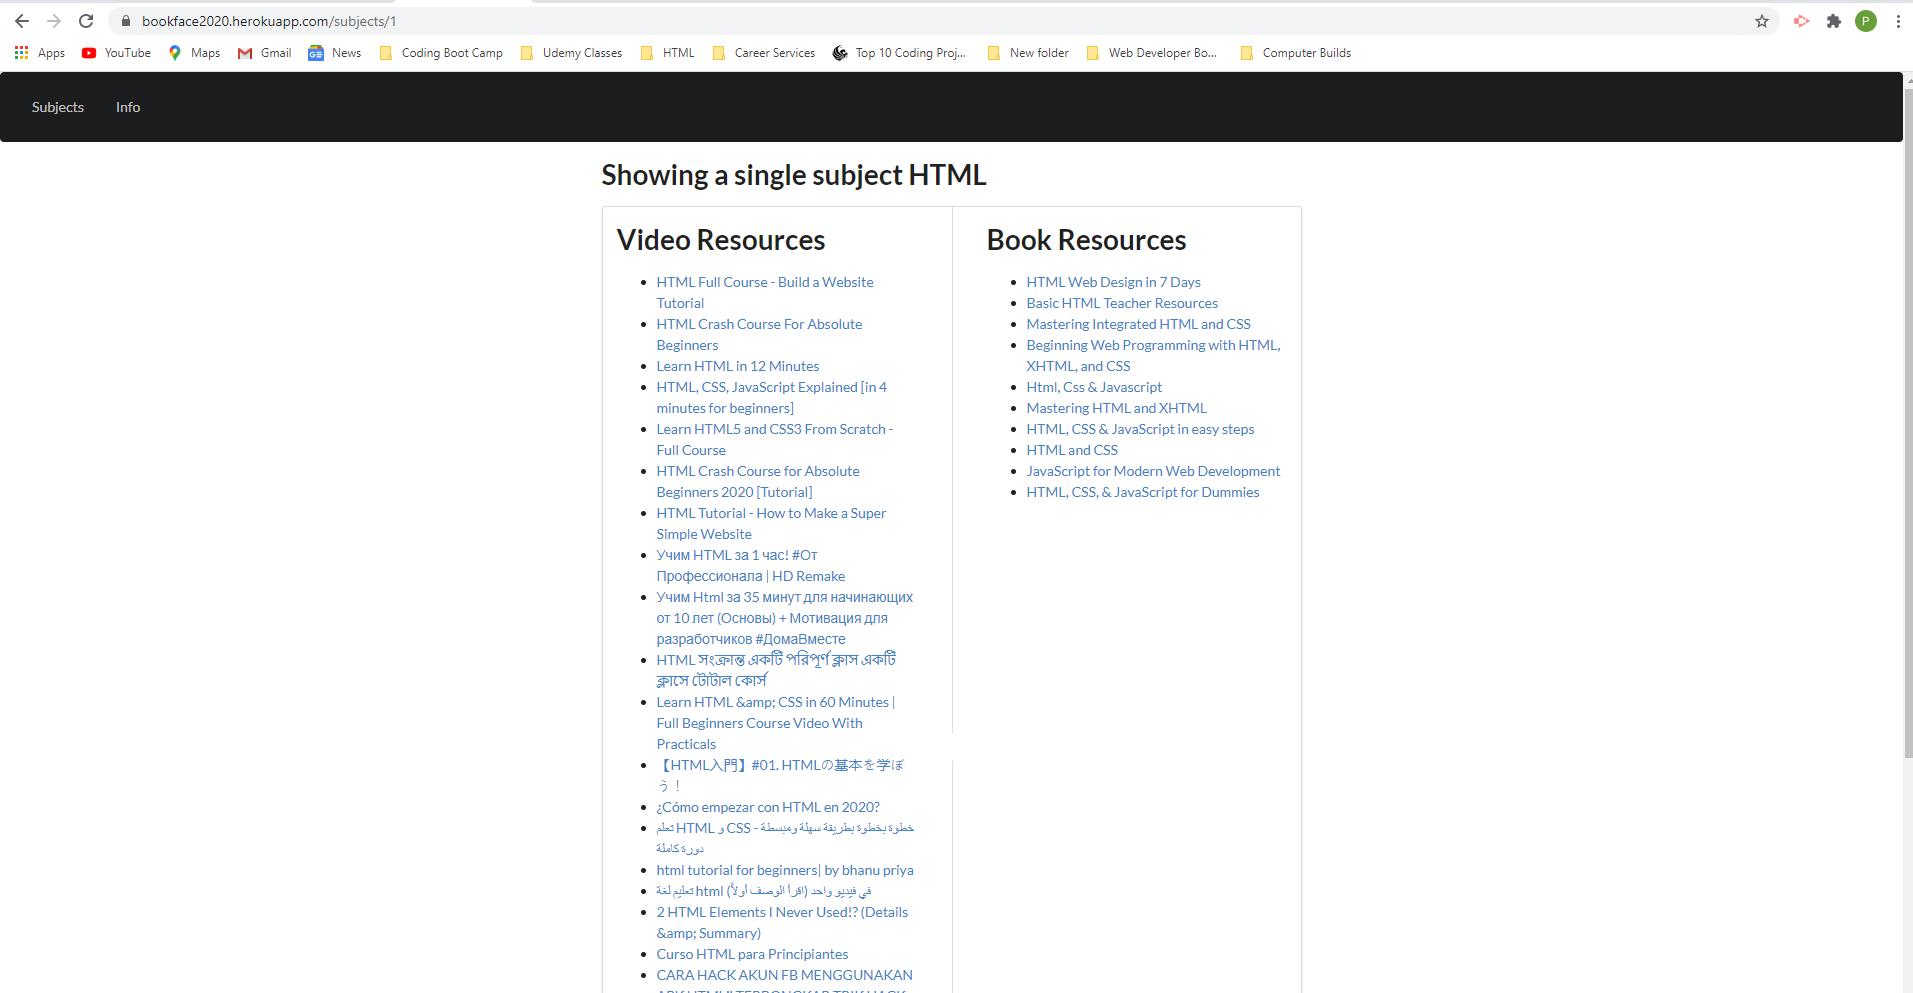 bookface2020.herokuapp.com/subjects/1
P
Apps YouTube Maps Gmail News Coding Boot Camp Udemy Classes HTML Career Services Top 10 Coding Proj... New folder Web Developer Bo... Computer Builds
Subjects Info
Showing a single subject HTML
Video Resources
HTML Full Course - Build a Website
Tutorial
HTML Crash Course For Absolute
Beginners
Learn HTML in 12 Minutes
HTML, CSS, JavaScript Explained [in 4
minutes for beginners]
Learn HTML5 and CSS3 From Scratch -
Full Course
HTML Crash Course for Absolute
Beginners 2020 [Tutorial]
HTML Tutorial - How to Make a Super
Simple Website
Учим HTML за 1 час! #От
Профессионала | HD Remake
Учим Html за 35 минут для начинающих
от 10 лет (Основы) + Мотивация для
разработчиков #ДомаВместе
HTML সংক্রান্ত একটি পরিপূর্ণ ক্লাস একটি
ক্লাসে টোটাল কোর্স
Learn HTML &amp; CSS in 60 Minutes |
Full Beginners Course Video With
Practicals
【HTML入門】#01. HTMLの基本を学ぼ
う！
¿Cómo empezar con HTML en 2020?
تعلم HTML و CSS - خطوة بخطوة بطريقة سهلة ومبسطة
دورة كاملة
html tutorial for beginners| by bhanu priya
تعليم لغة html في فيديو واحد (اقرأ الوصف أولاً)
2 HTML Elements I Never Used!? (Details
&amp; Summary)
Curso HTML para Principiantes
CARA HACK AKUN FB MENGGUNAKAN
APK HTML! TERBONGKAR TRIK HACK
Book Resources
HTML Web Design in 7 Days
Basic HTML Teacher Resources
Mastering Integrated HTML and CSS
Beginning Web Programming with HTML,
XHTML, and CSS
Html, Css & Javascript
Mastering HTML and XHTML
HTML, CSS & JavaScript in easy steps
HTML and CSS
JavaScript for Modern Web Development
HTML, CSS, & JavaScript for Dummies